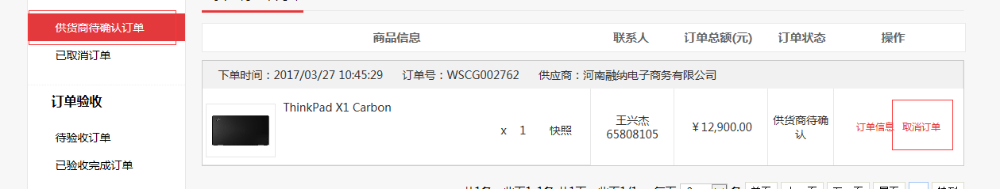 供货商待确认订单
已取消订单
订单验收
待验收订单
已验收完成订单
商品信息 联系人 订单总额(元) 订单状态 操作
下单时间：2017/03/27 10:45:29 订单号：WSCG002762 供应商：河南融纳电子商务有限公司
ThinkPad X1 Carbon
x 1 快照
王兴杰
65808105
￥12,900.00
供货商待确
认
订单信息 取消订单